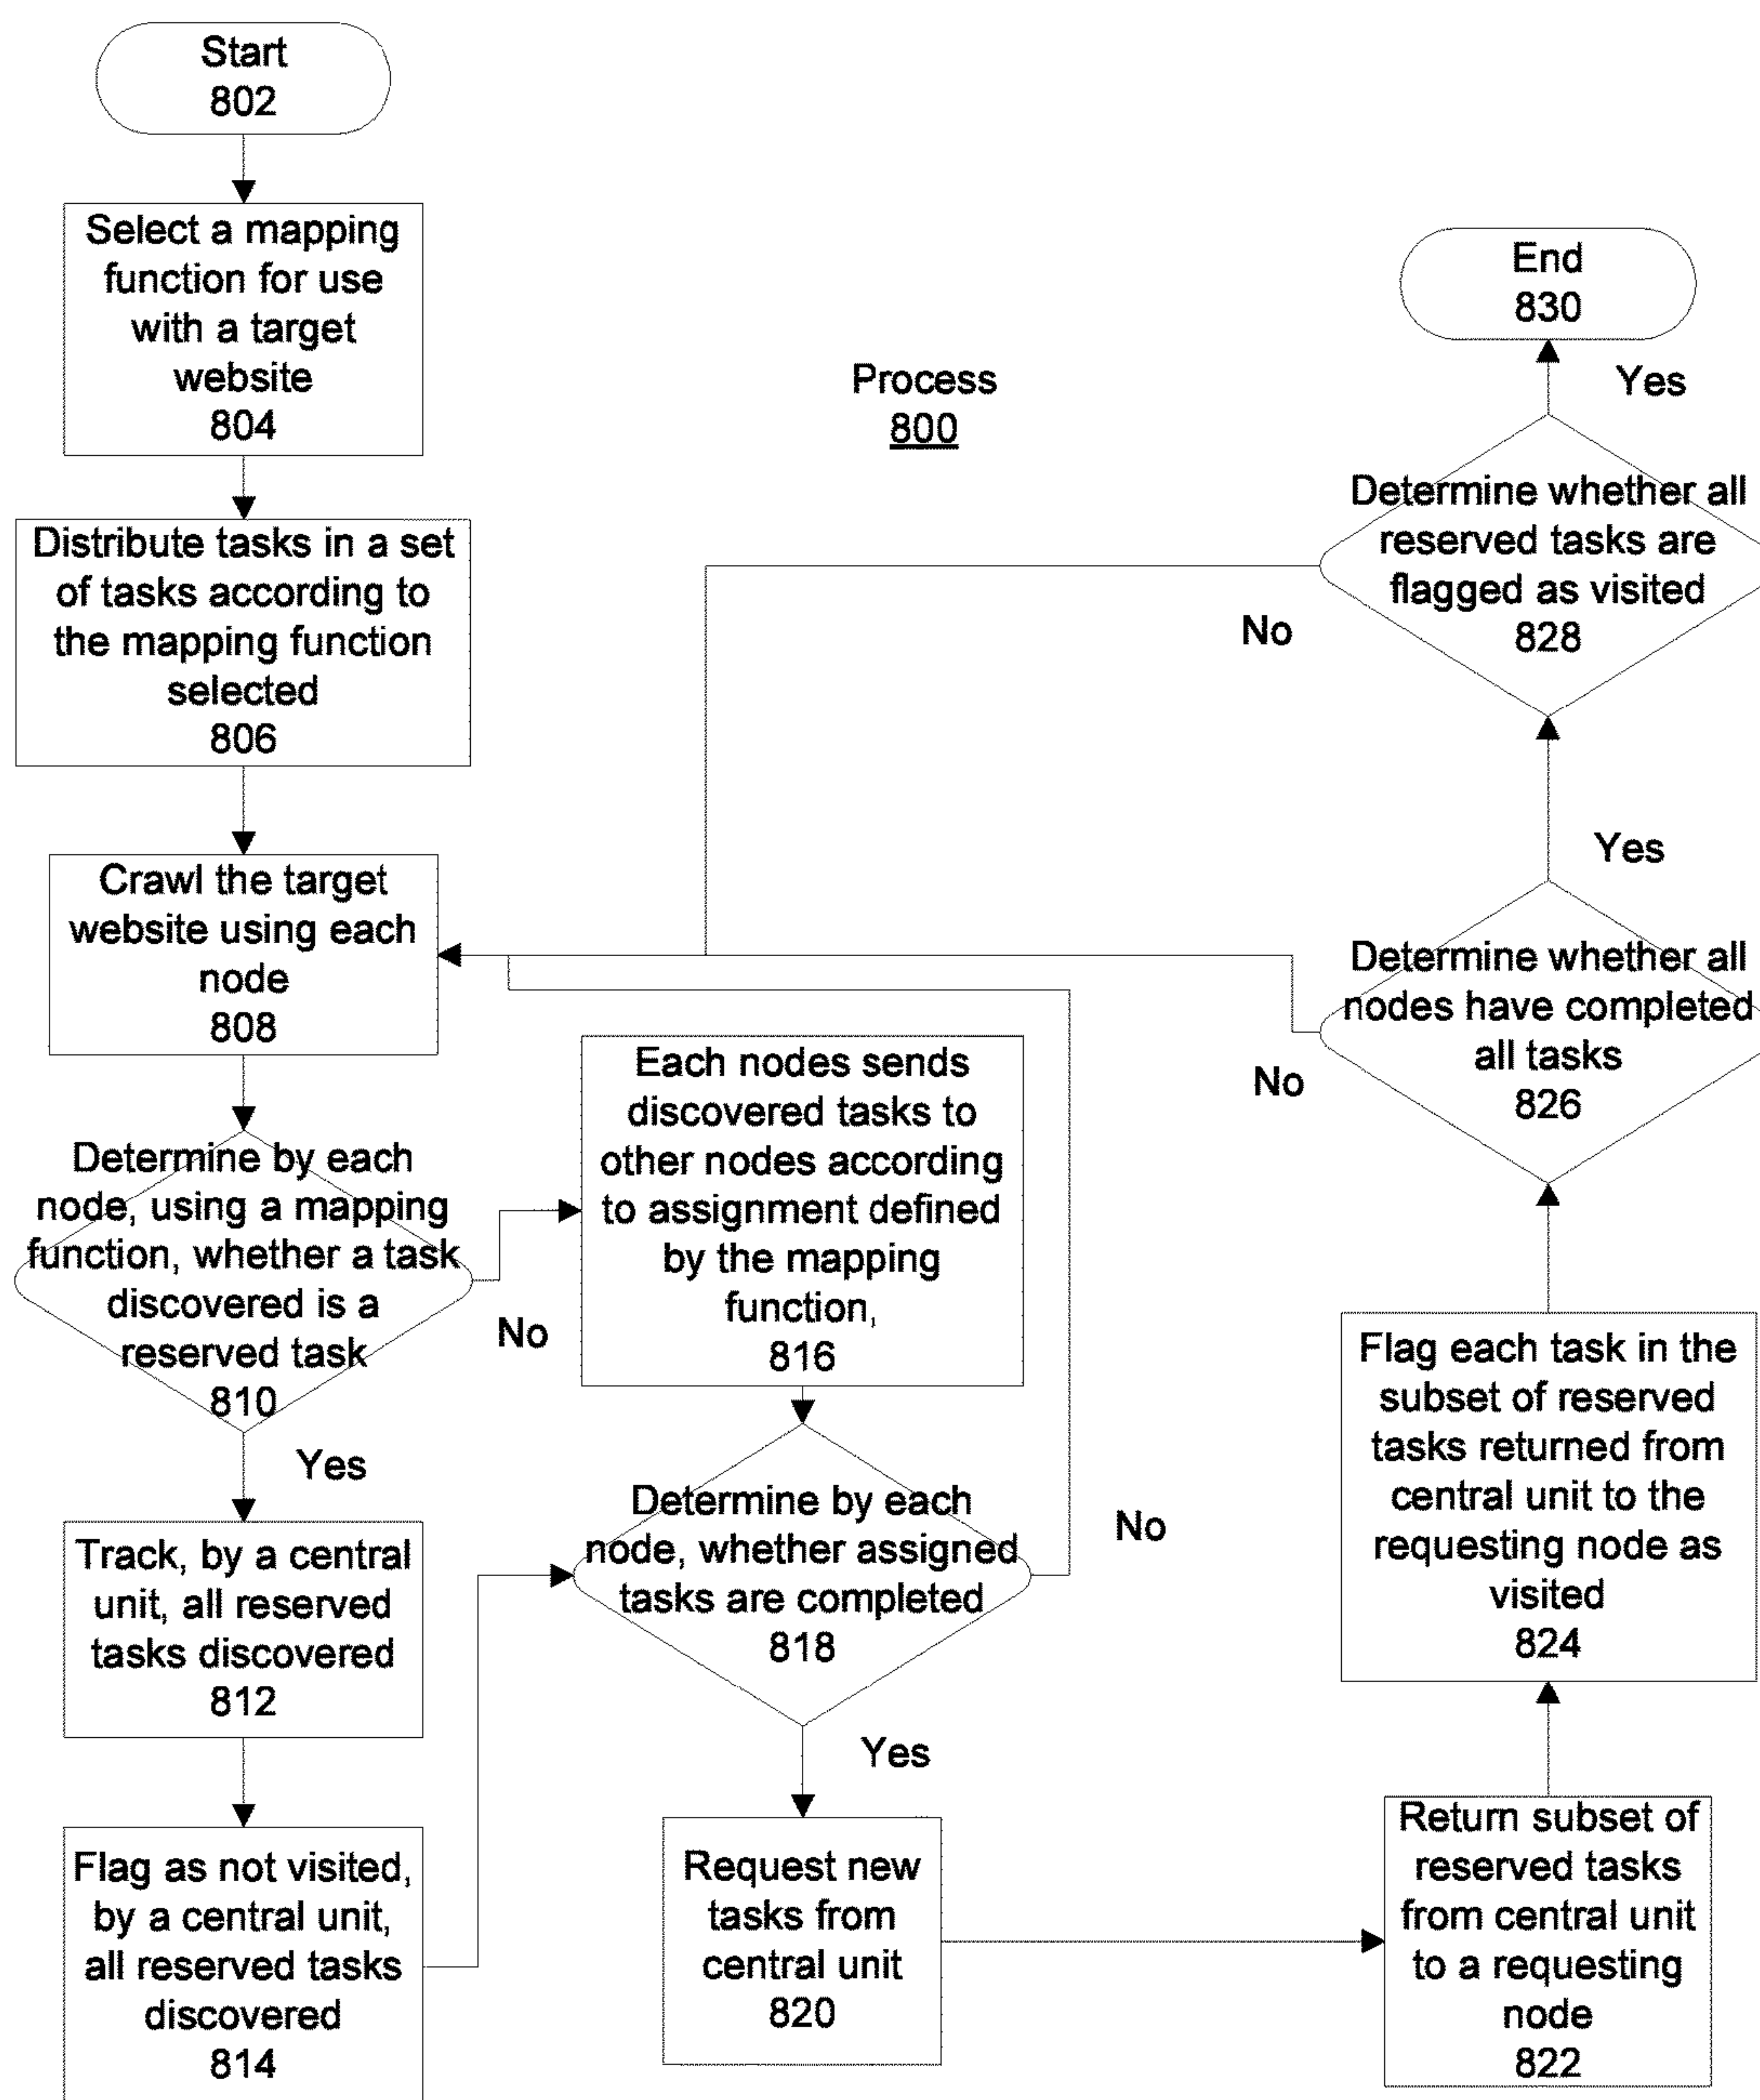 Start
802
Select a mapping
function for use
with a target
website
804
Distribute tasks in a set
of tasks according to
the mapping function
selected
806
Crawl the target
website using each
node
808
Determine by each
node, using a mapping
function, whether a task
discovered is a
reserved task
810
No
Yes
Track, by a central
unit, all reserved
tasks discovered
812
Flag as not visited,
by a central unit,
all reserved tasks
discovered
814
Process
800
Each nodes sends
discovered tasks to
other nodes according
to assignment defined
by the mapping
function,
816
Determine by each
node, whether assigned
tasks are completed
818
No
Yes
Request new
tasks from
central unit
820
Return subset of
reserved tasks
from central unit
to a requesting
node
822
Flag each task in the
subset of reserved
tasks returned from
central unit to the
requesting node as
visited
824
Determine whether all
nodes have completed
all tasks
826
No
Yes
Determine whether all
reserved tasks are
flagged as visited
828
No
Yes
End
830